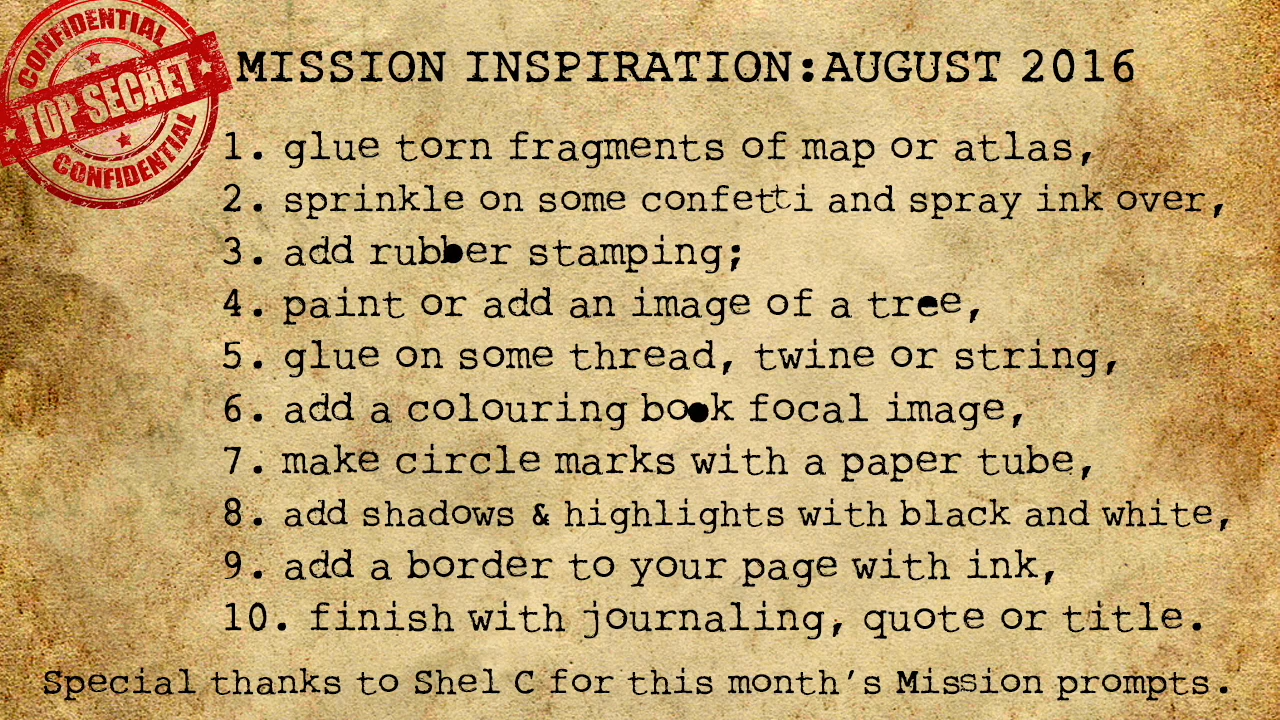 CONFIDENTIAL
TOP SECRET
CONFIDENTIAL
MISSION INSPIRATION:AUGUST 2016
1. glue torn fragments of map or atlas,
2. sprinkle on some confetti and spray ink over,
3. add rubber stamping;
4. paint or add an image of a tree,
5. glue on some thread, twine or string,
6. add a colouring book focal image,
7. make circle marks with a paper tube,
8. add shadows & highlights with black and white,
9. add a border to your page with ink,
10. finish with journaling, quote or title.
Special thanks to Shel C for this month's Mission prompts.